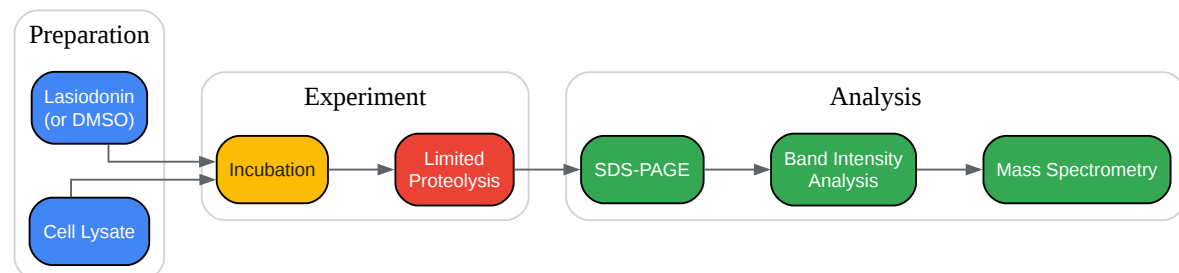 Preparation
Lasiodonin
(or DMSO)
Cell Lysate
Experiment
Incubation
Limited
Proteolysis
Analysis
SDS-PAGE
Band Intensity
Analysis
Mass Spectrometry